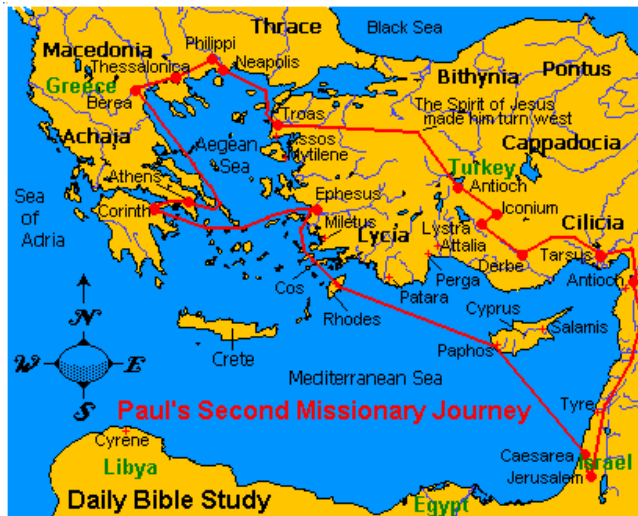 Black Sea
Thrace
Macedonia
Philippi
Neapolis
Thessalonica
Greece
Berea
Bithynia
Pontus
The Spirit of Jesus
made him turn west
Troas
Assos
Mytilene
Achaia
Aegean
Sea
Cappadocia
Turkey
Antioch
Athens
Sea
of
Adria
Corinth
Ephesus
Miletus
Iconium
Cilicia
Lycia
Lystra
Attalia
Derbe
Tarsus
Antioch
Perga
Cos
Patara
Rhodes
Cyprus
Salamis
Paphos
N
W
E
S
Crete
Mediterranean Sea
Tyre
Paul's Second Missionary Journey
Cyrene
Libya
Caesarea
Israel
Jerusalem
Daily Bible Study
Egypt